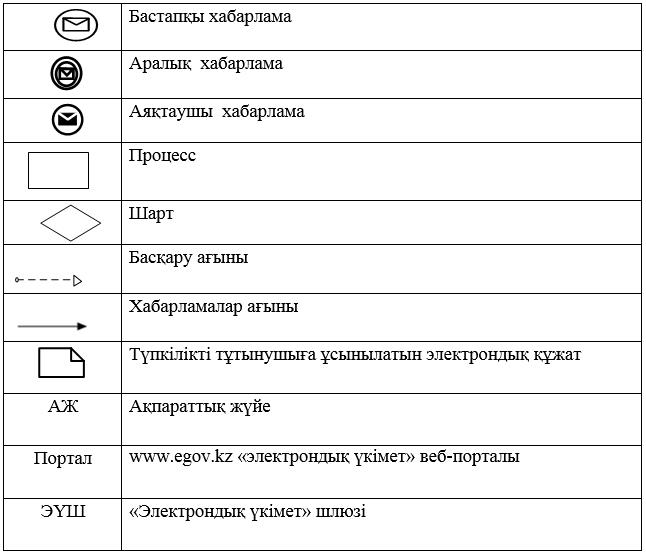 Бастапқы хабарлама
Аралық хабарлама
Аяқтаушы хабарлама
Процесс
Шарт
Басқару ағыны
Хабарламалар ағыны
Түпкілікті тұтынушыға ұсынылатын электрондық құжат
АЖ Ақпараттық жүйе
Портал www.egov.kz «электрондық үкімет» веб-порталы
ЭҮШ «Электрондық үкімет» шлюзі